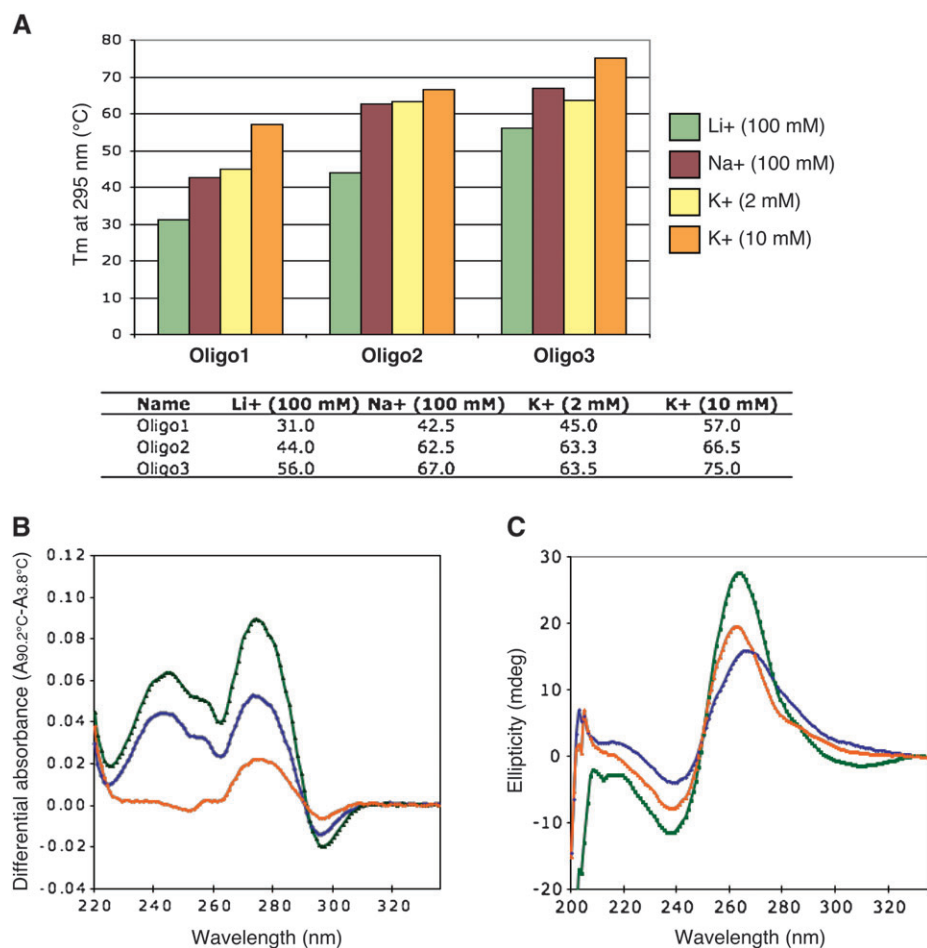 A
Tm at 295 nm (°C)
80
70
60
50
40
30
20
10
0
Oligo1 Oligo2 Oligo3
Li+ (100 mM)
Na+ (100 mM)
K+ (2 mM)
K+ (10 mM)
Name Li+ (100 mM) Na+ (100 mM) K+ (2 mM) K+ (10 mM)
Oligo1 31.0 42.5 45.0 57.0
Oligo2 44.0 62.5 63.3 66.5
Oligo3 56.0 67.0 63.5 75.0
B
Differential absorbance (A90.2°C-A3.8°C)
0.12
0.10
0.08
0.06
0.04
0.02
0.00
-0.02
-0.04
220 240 260 280 300 320
Wavelength (nm)
C
Ellipticity (mdeg)
30
20
10
0
-10
-20
200 220 240 260 280 300 320
Wavelength (nm)